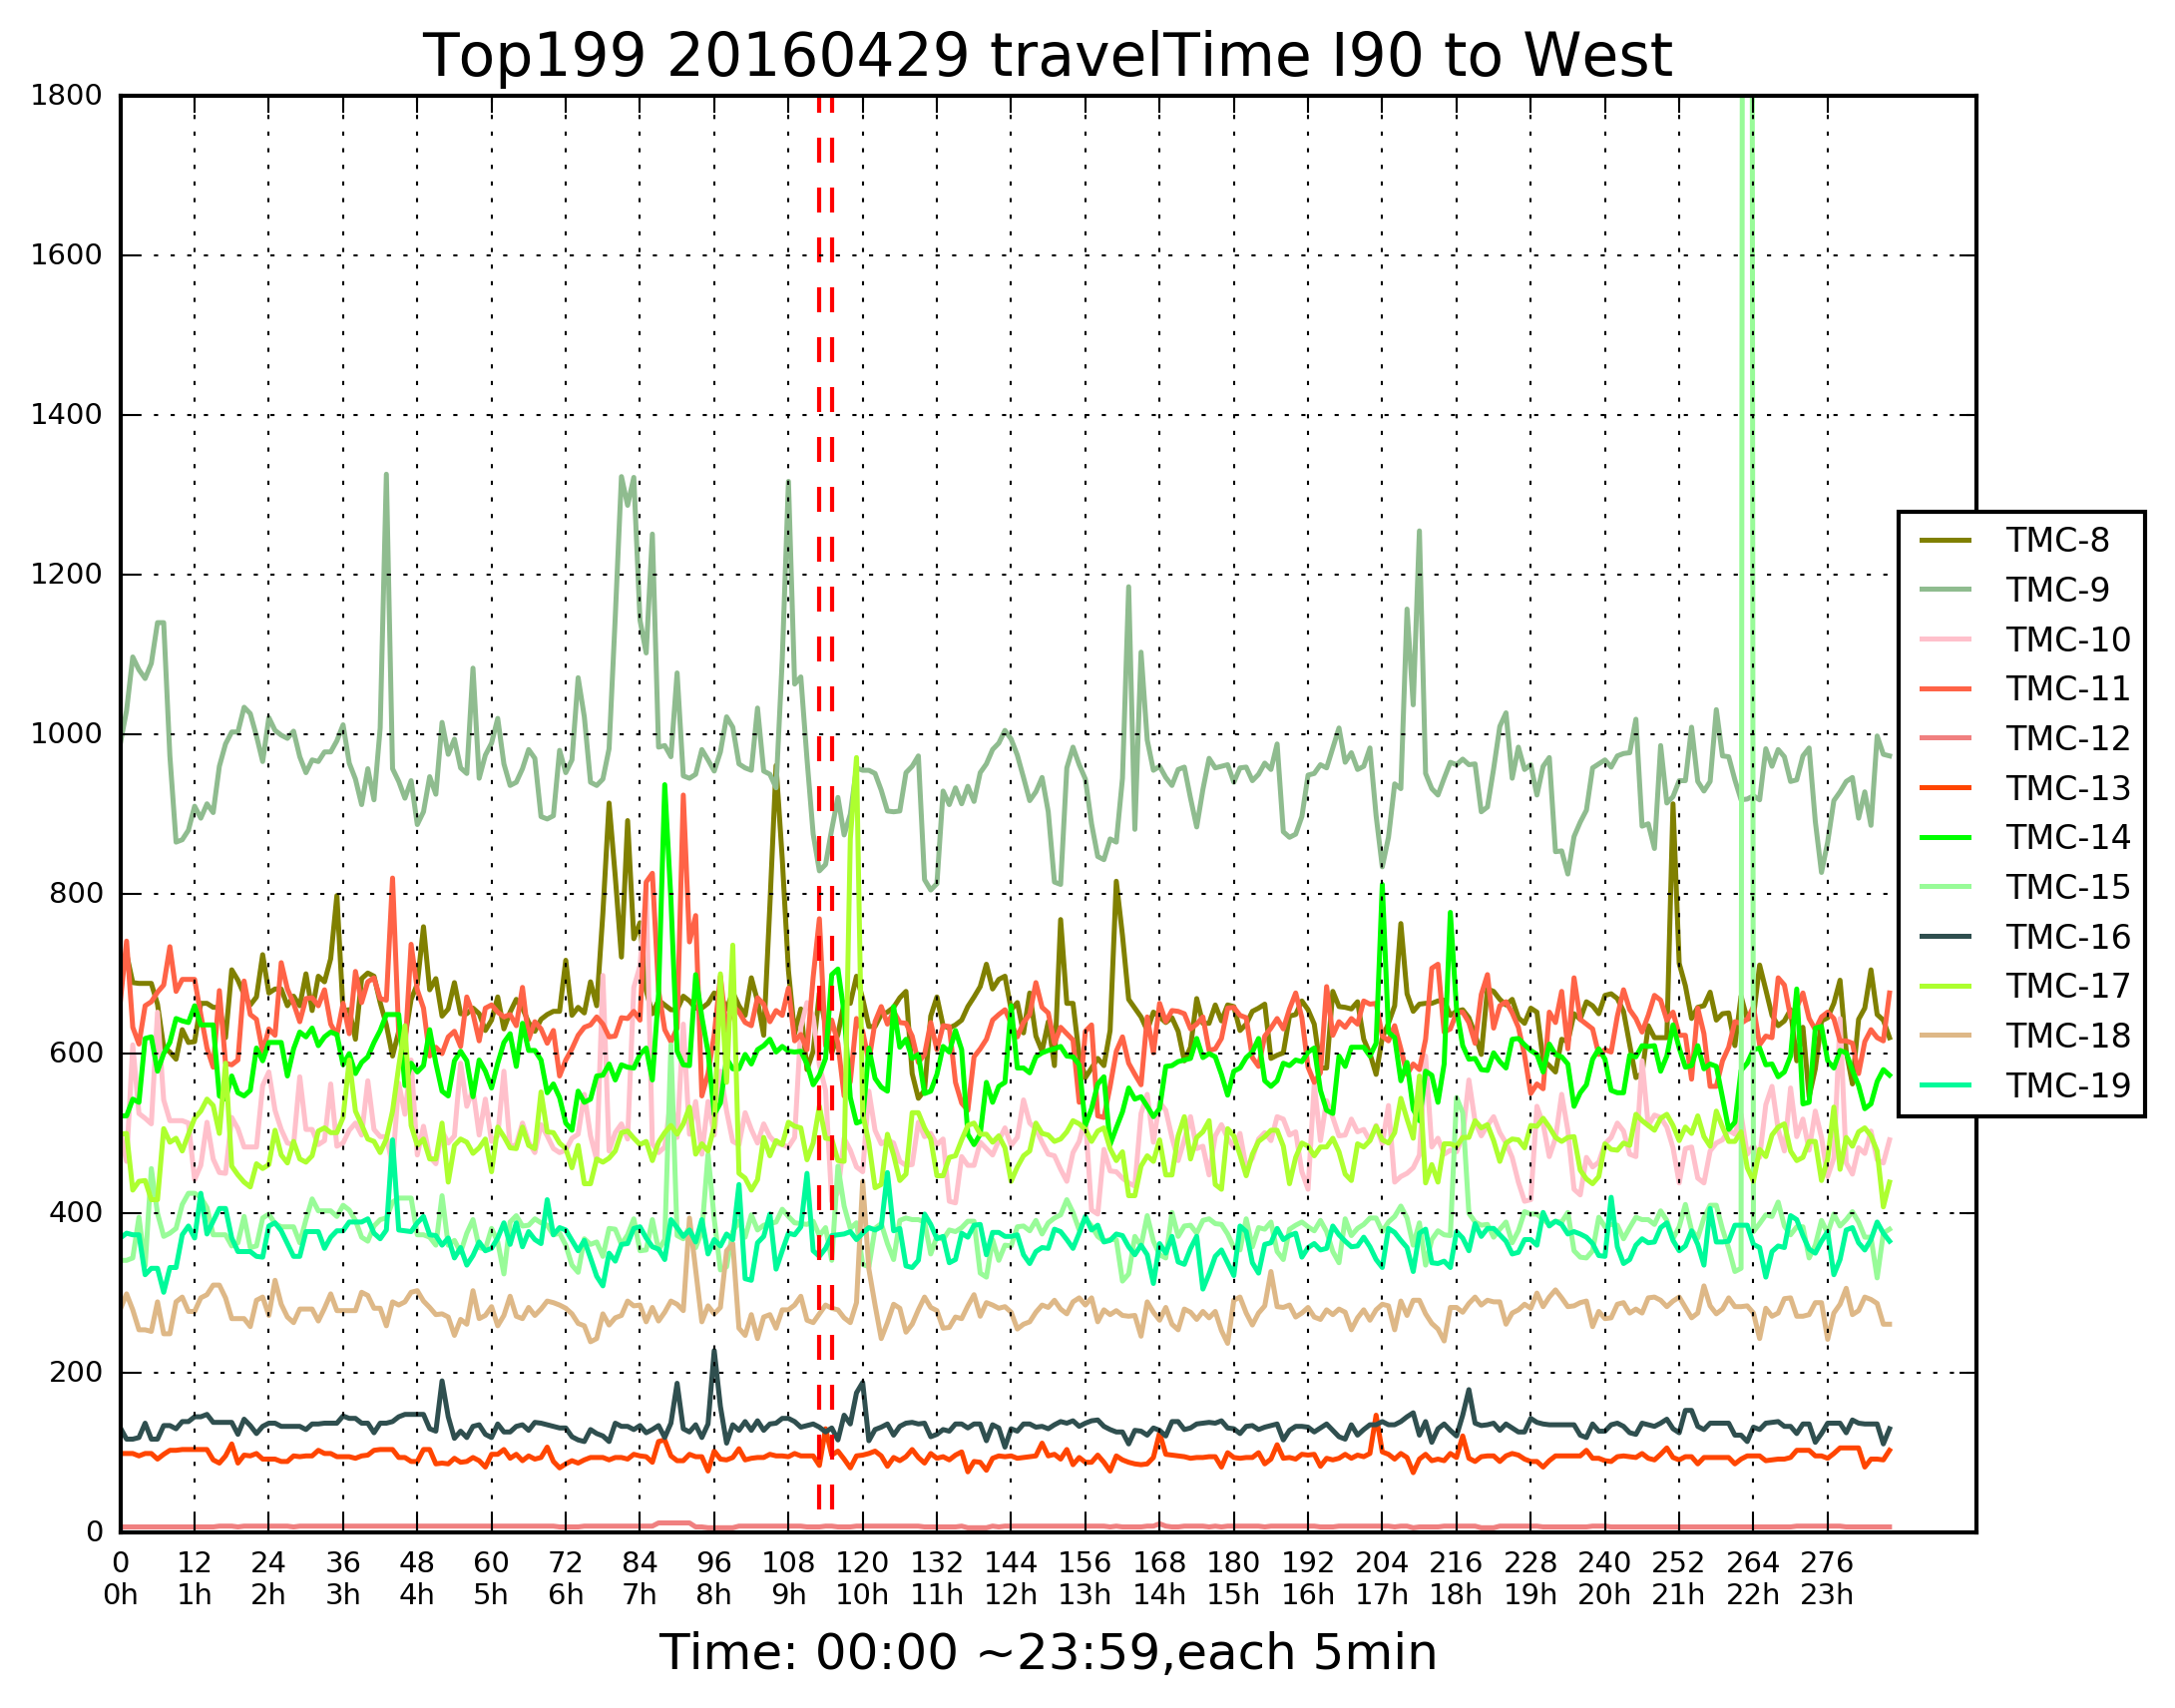 Top199 20160429 travelTime I90 to West
1800
1600
1400
1200
1000
800
600
400
200
0
0 12 24 36 48 60 72 84 96 108 120 132 144 156 168 180 192 204 216 228 240 252 264 276
0h 1h 2h 3h 4h 5h 6h 7h 8h 9h 10h 11h 12h 13h 14h 15h 16h 17h 18h 19h 20h 21h 22h 23h
Time: 00:00 ~23:59,each 5min
TMC-8
TMC-9
TMC-10
TMC-11
TMC-12
TMC-13
TMC-14
TMC-15
TMC-16
TMC-17
TMC-18
TMC-19